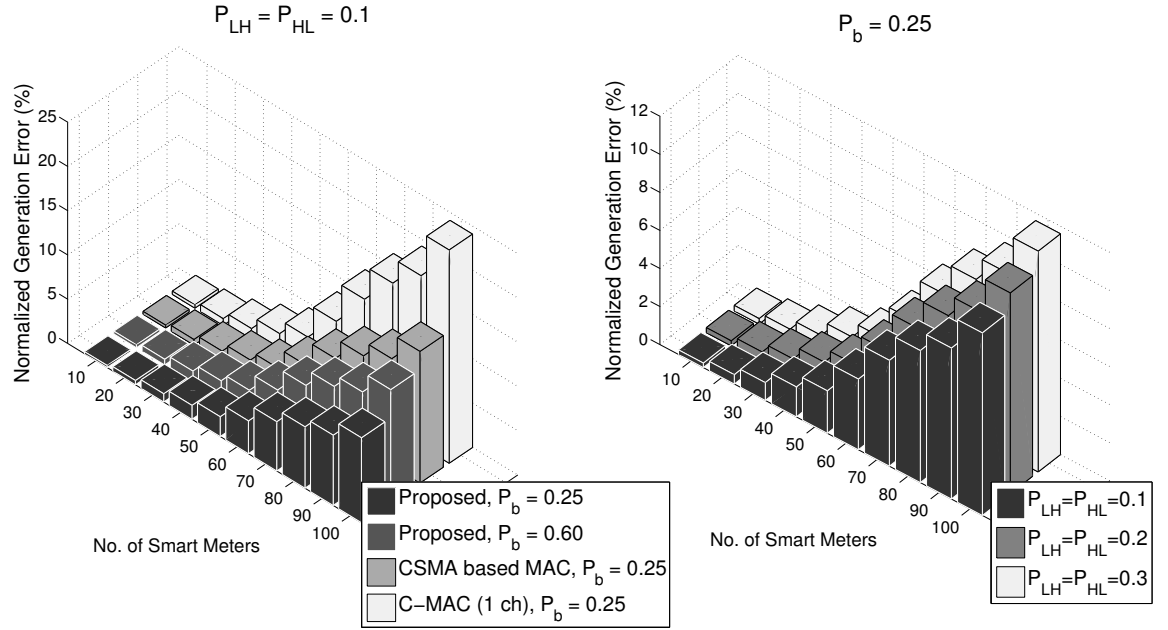 P_LH = P_HL = 0.1
Normalized Generation Error (%)
25
20
15
10
5
0
10
20
30
40
50
60
70
80
90
100
No. of Smart Meters
Proposed, P_b = 0.25
Proposed, P_b = 0.60
CSMA based MAC, P_b = 0.25
C−MAC (1 ch), P_b = 0.25
P_b = 0.25
Normalized Generation Error (%)
12
10
8
6
4
2
0
10
20
30
40
50
60
70
80
90
100
No. of Smart Meters
P_LH=P_HL=0.1
P_LH=P_HL=0.2
P_LH=P_HL=0.3